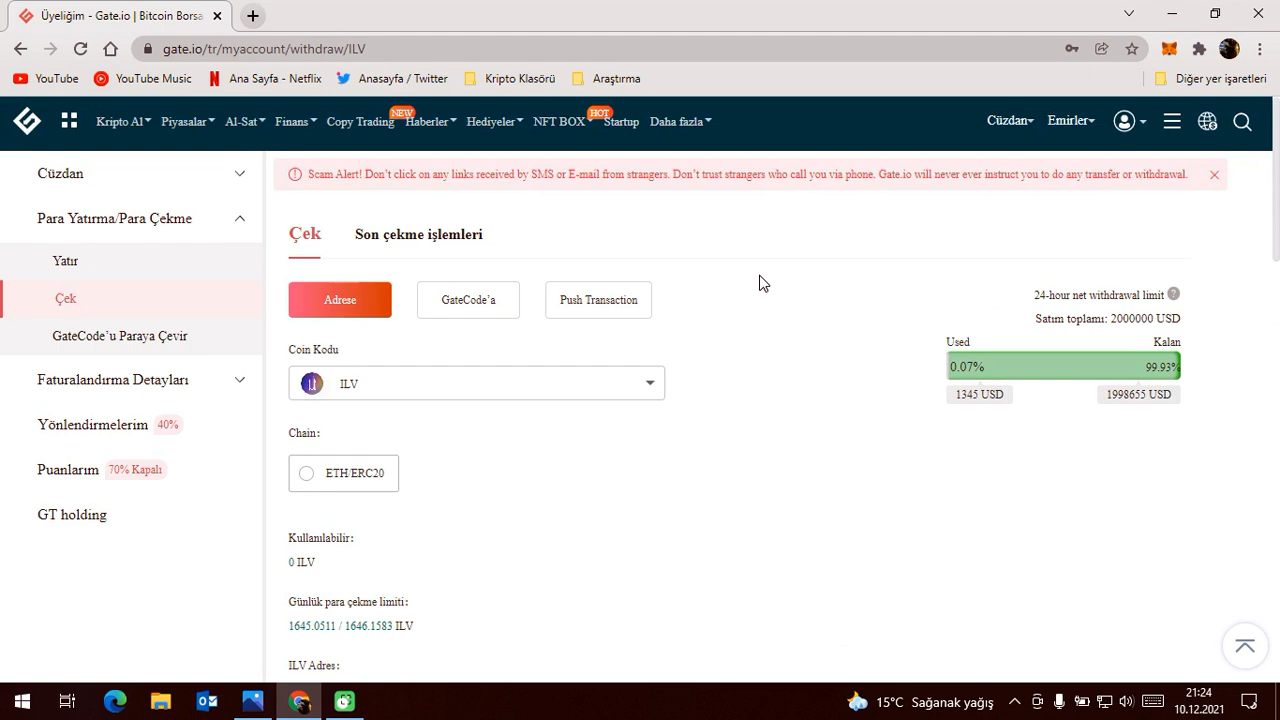 Üyeliğim - Gate.io | Bitcoin Borsa
gate.io/tr/myaccount/withdraw/ILV
YouTube
YouTube Music
Ana Sayfa - Netflix
Anasayfa / Twitter
Kripto Klasörü
Araştırma
Diğer yer işaretleri
Kripto Al
Piyasalar
Al-Sat
Finans
Copy Trading
NEW
Haberler
Hediyeler
NFT BOX
HOT
Startup
Daha fazla
Cüzdan
Emirler
Cüzdan
Para Yatırma/Para Çekme
Yatır
Çek
GateCode'u Paraya Çevir
Faturalandırma Detayları
Yönlendirmelerim 40%
Puanlarım 70% Kapalı
GT holding
Scam Alert! Don't click on any links received by SMS or E-mail from strangers. Don't trust strangers who call you via phone. Gate.io will never ever instruct you to do any transfer or withdrawal.
Çek
Son çekme işlemleri
Adrese
GateCode'a
Push Transaction
Coin Kodu
ILV
Chain:
ETH/ERC20
Kullanılabilir:
0 ILV
Günlük para çekme limiti:
1645.0511 / 1646.1583 ILV
ILV Adres:
24-hour net withdrawal limit
Satım toplamı: 2000000 USD
Used
Kalan
0.07%
99.93%
1345 USD
1998655 USD
15°C Sağanak yağış
21:24
10.12.2021